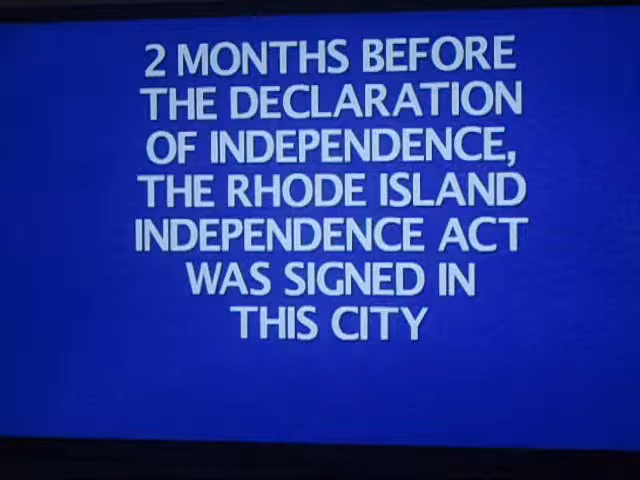 2 MONTHS BEFORE
THE DECLARATION
OF INDEPENDENCE,
THE RHODE ISLAND
INDEPENDENCE ACT
WAS SIGNED IN
THIS CITY